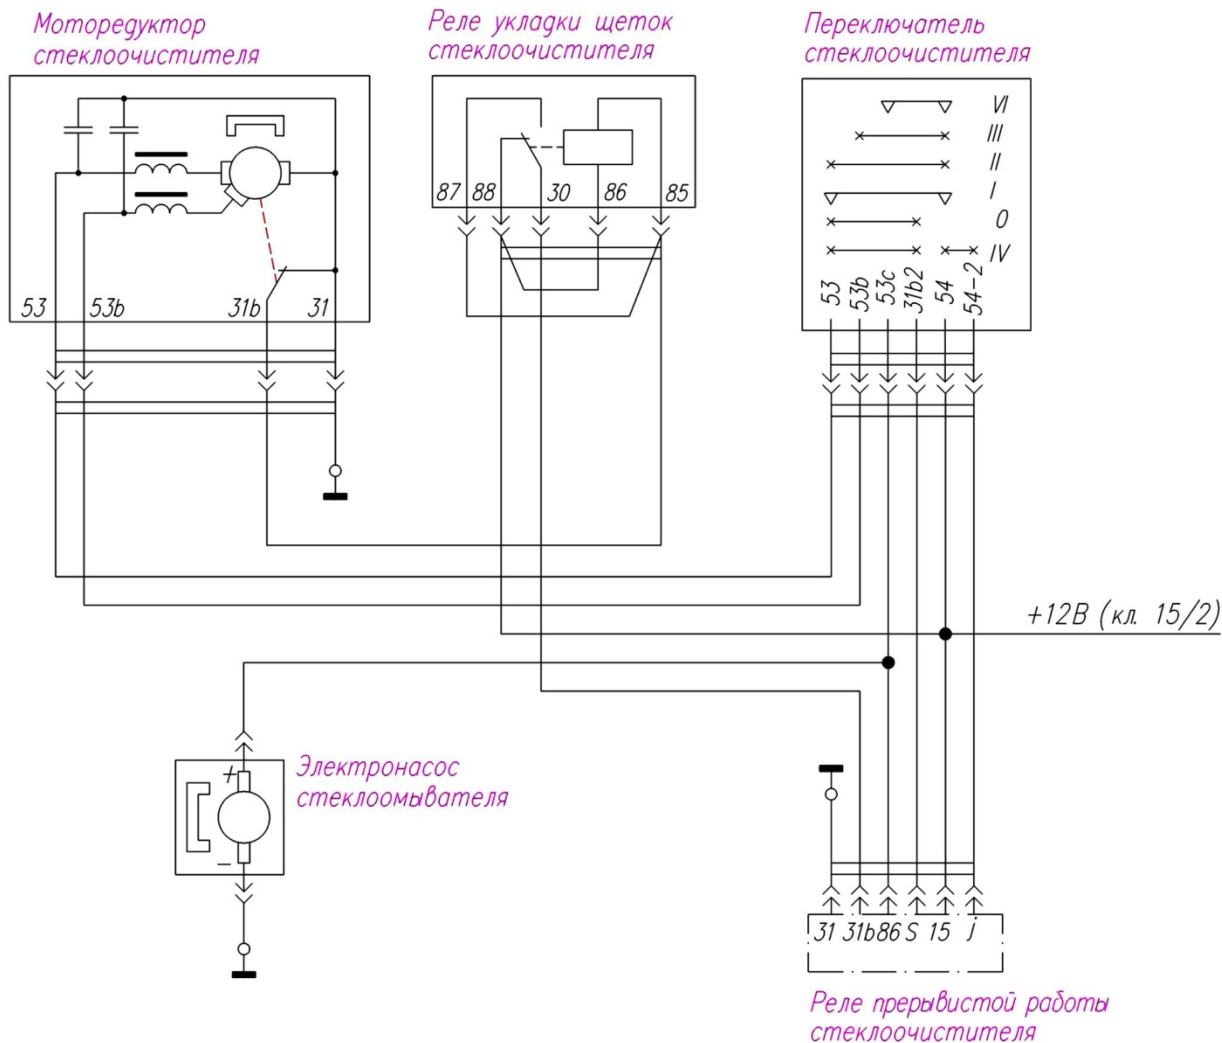 Моторедуктор
стеклоочистителя
Реле укладки щеток
стеклоочистителя
Переключатель
стеклоочистителя
VI
III
II
I
0
IV
53
53b
53c
31b2
54
54-2
87
88
30
86
85
53
53b
31b
31
+12В (кл. 15/2)
+
−
Электронасос
стеклоомывателя
31
31b
86
S
15
j
Реле прерывистой работы
стеклоочистителя